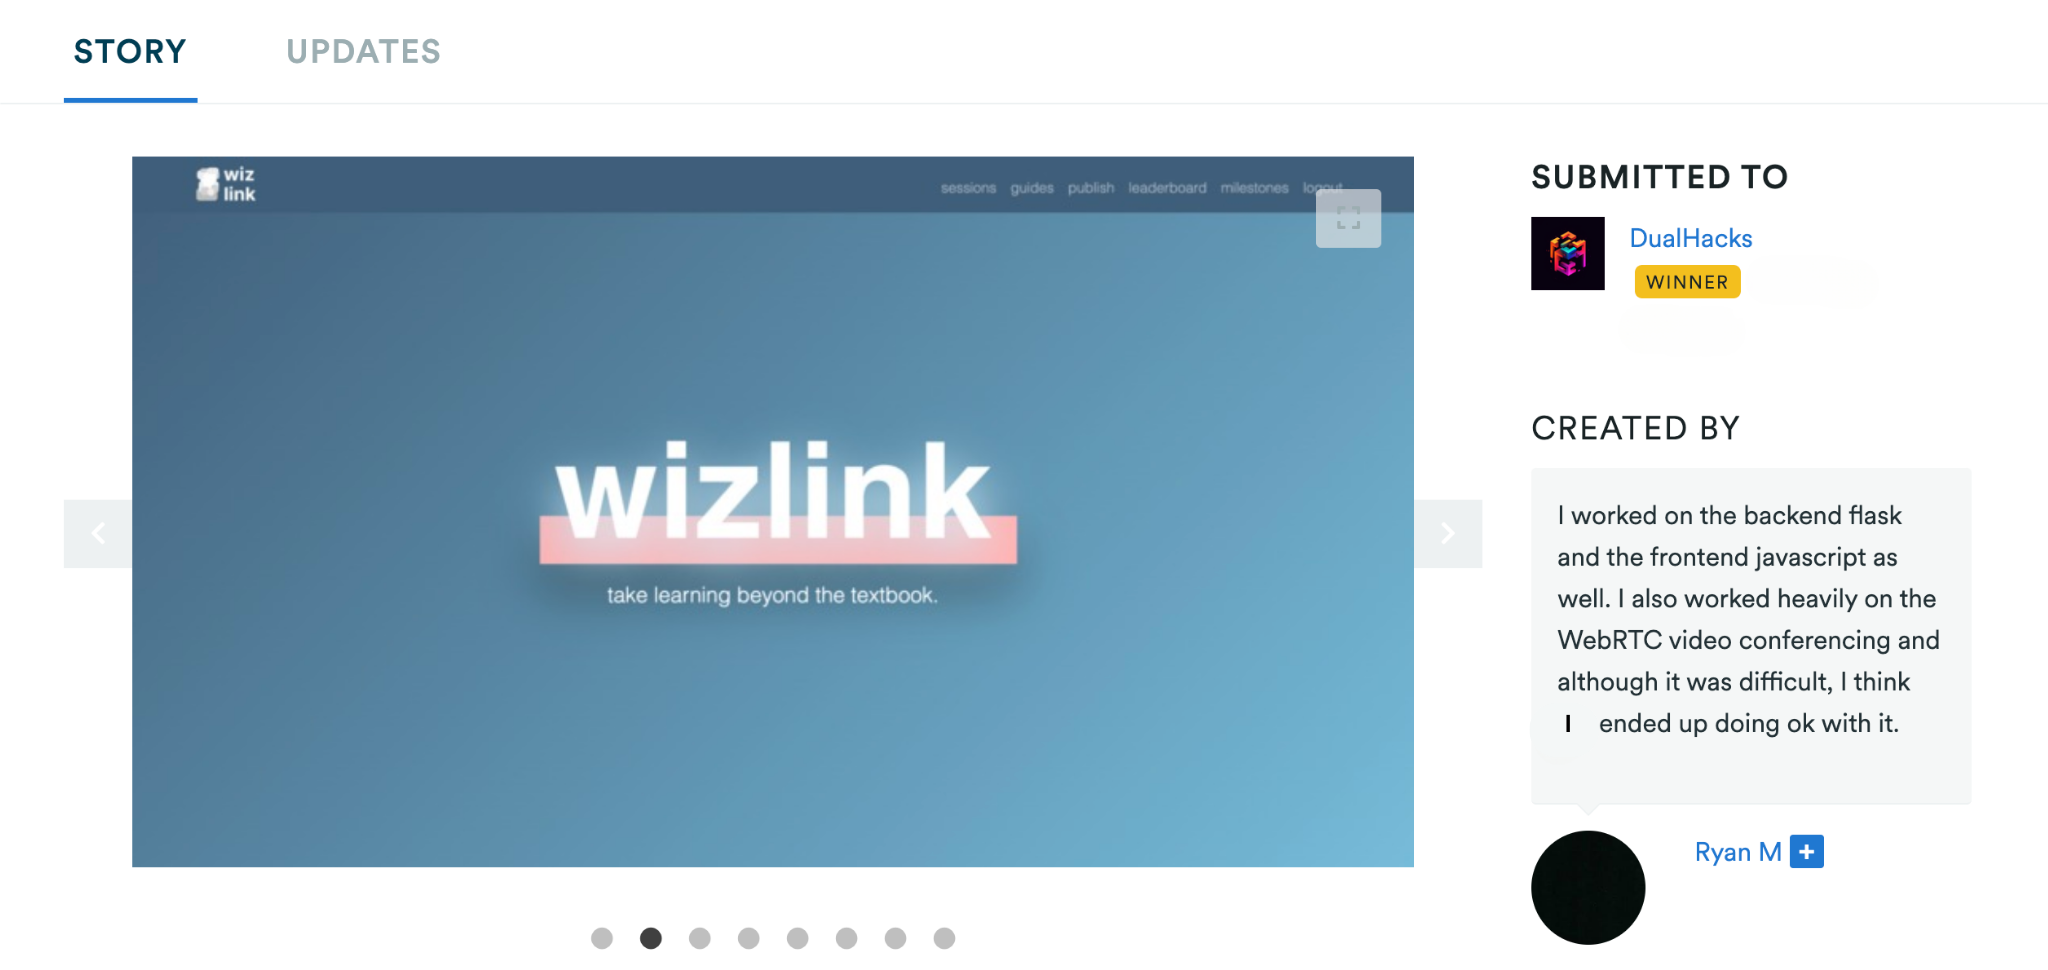 STORY
UPDATES
wiz
link
sessions guides publish leaderboard milestones logout
wizlink
take learning beyond the textbook.
SUBMITTED TO
DualHacks
WINNER
CREATED BY
I worked on the backend flask
and the frontend javascript as
well. I also worked heavily on the
WebRTC video conferencing and
although it was difficult, I think
I ended up doing ok with it.
Ryan M +